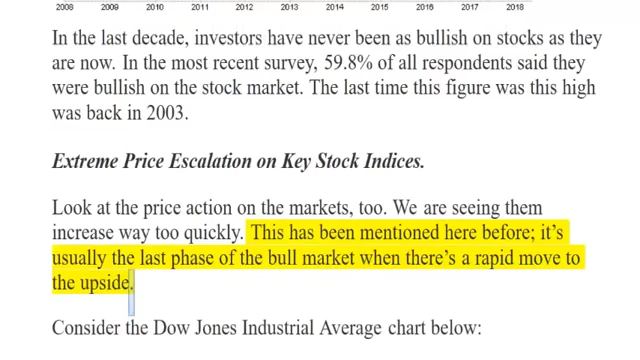 2008 2009 2010 2011 2012 2013 2014 2015 2016 2017 2018
In the last decade, investors have never been as bullish on stocks as they
are now. In the most recent survey, 59.8% of all respondents said they
were bullish on the stock market. The last time this figure was this high
was back in 2003.
Extreme Price Escalation on Key Stock Indices.
Look at the price action on the markets, too. We are seeing them
increase way too quickly. This has been mentioned here before; it’s
usually the last phase of the bull market when there’s a rapid move to
the upside.
Consider the Dow Jones Industrial Average chart below: